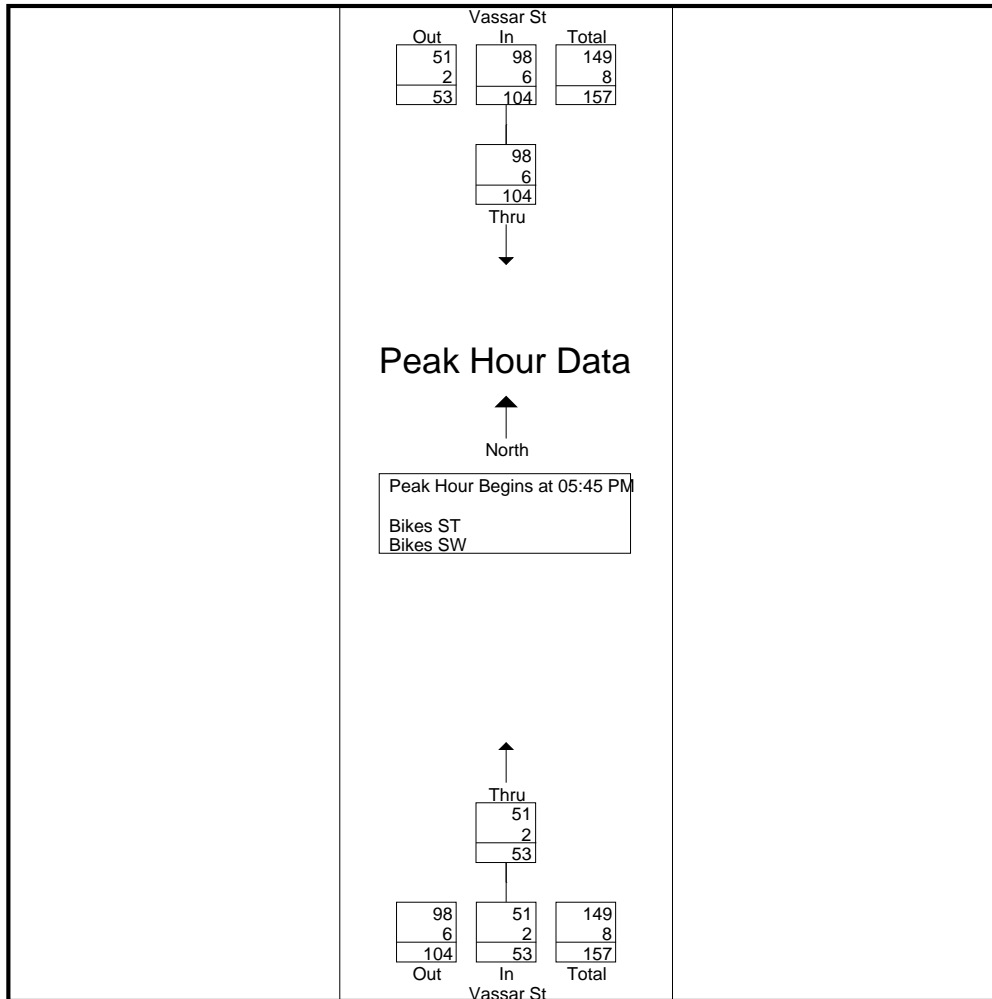 Vassar St
Out In Total
51 98 149
2 6 8
53 104 157
98
6
104
Thru
Peak Hour Data
North
Peak Hour Begins at 05:45 PM
Bikes ST
Bikes SW
Thru
51
2
53
98 51 149
6 2 8
104 53 157
Out In Total
Vassar St